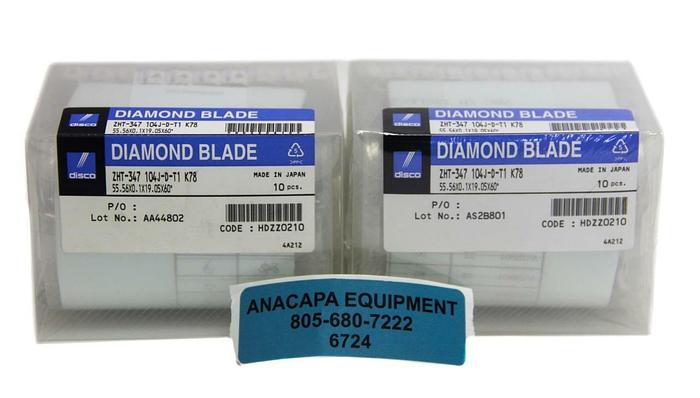 DIAMOND BLADE
disco
ZHT-347 104J-D-T1 K78
55.56X0.1X19.05X60°
DIAMOND BLADE
disco
ZHT-347 104J-D-T1 K78
MADE IN JAPAN
55.56X0.1X19.05X60°
10 pcs.
P/O :
Lot No.: AA44802
CODE : HDZZ0210
4A212
DIAMOND BLADE
disco
ZHT-347 104J-D-T1 K78
55.56X0.1X19.05X60°
DIAMOND BLADE
disco
ZHT-347 104J-D-T1 K78
MADE IN JAPAN
55.56X0.1X19.05X60°
10 pcs.
P/O :
Lot No.: AS2B801
CODE : HDZZ0210
4A212
ANACAPA EQUIPMENT
805-680-7222
6724